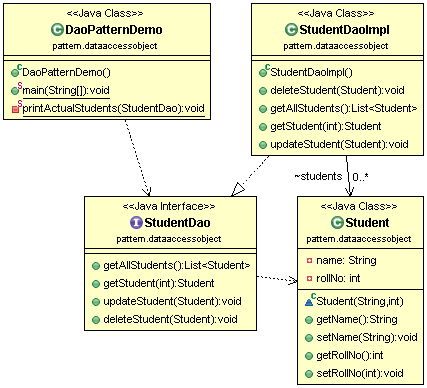 <<Java Class>>
DaoPatternDemo
pattern.dataaccessobject
DaoPatternDemo()
main(String[]):void
printActualStudents(StudentDao):void
<<Java Class>>
StudentDaoImpl
pattern.dataaccessobject
StudentDaoImpl()
deleteStudent(Student):void
getAllStudents():List<Student>
getStudent(int):Student
updateStudent(Student):void
~students
0..*
<<Java Interface>>
StudentDao
pattern.dataaccessobject
getAllStudents():List<Student>
getStudent(int):Student
updateStudent(Student):void
deleteStudent(Student):void
<<Java Class>>
Student
pattern.dataaccessobject
name: String
rollNo: int
Student(String,int)
getName():String
setName(String):void
getRollNo():int
setRollNo(int):void